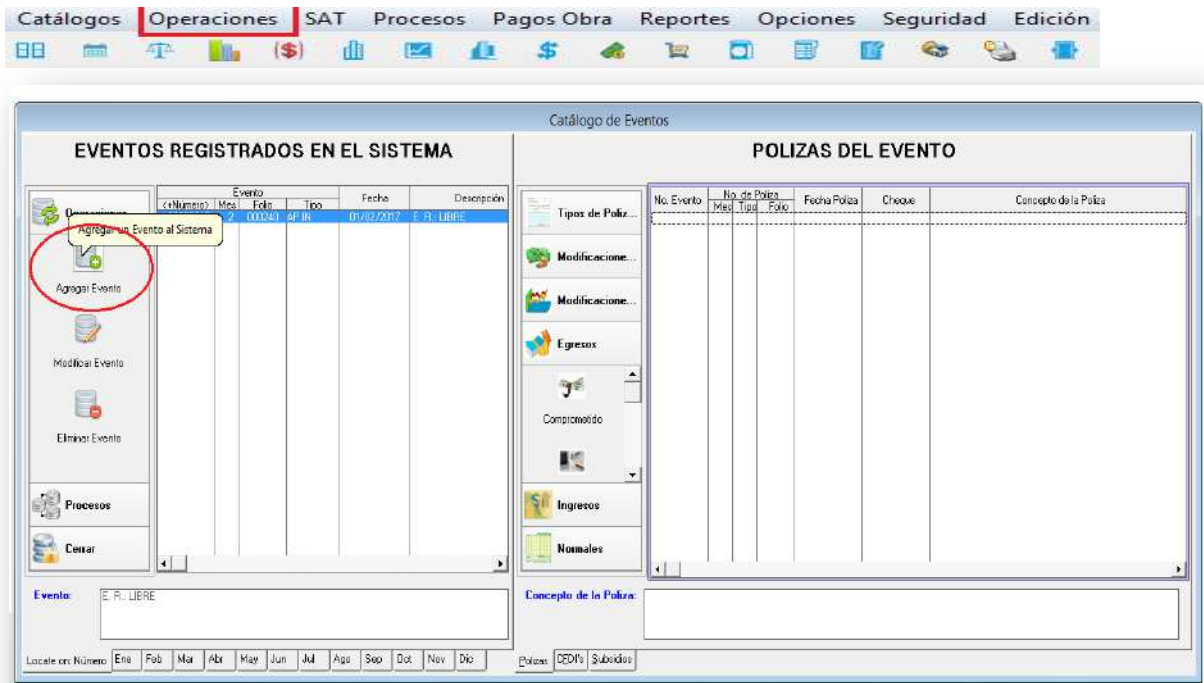 Catálogos Operaciones SAT Procesos Pagos Obra Reportes Opciones Seguridad Edición
Catálogo de Eventos
EVENTOS REGISTRADOS EN EL SISTEMA
POLIZAS DEL EVENTO
Evento
(+Número) Mes Folio Tipo Fecha Descripción
2 000240 AP.IN 01/02/2017 E. R.. LIBRE
Agregar un Evento al Sistema
Agregar Evento
Modificar Evento
Eliminar Evento
Procesos
Cerrar
Evento: E. R.. LIBRE
Locate on: Número Ene Feb Mar Abr May Jun Jul Ago Sep Oct Nov Dic
Tipos de Poliz...
Modificacione...
Modificacione...
Egresos
Comprometido
Ingresos
Normales
No. Evento No. de Poliza Fecha Poliza Cheque Concepto de la Poliza
Mes Tipo Folio
Concepto de la Poliza:
Polizas CEDI's Subsidios